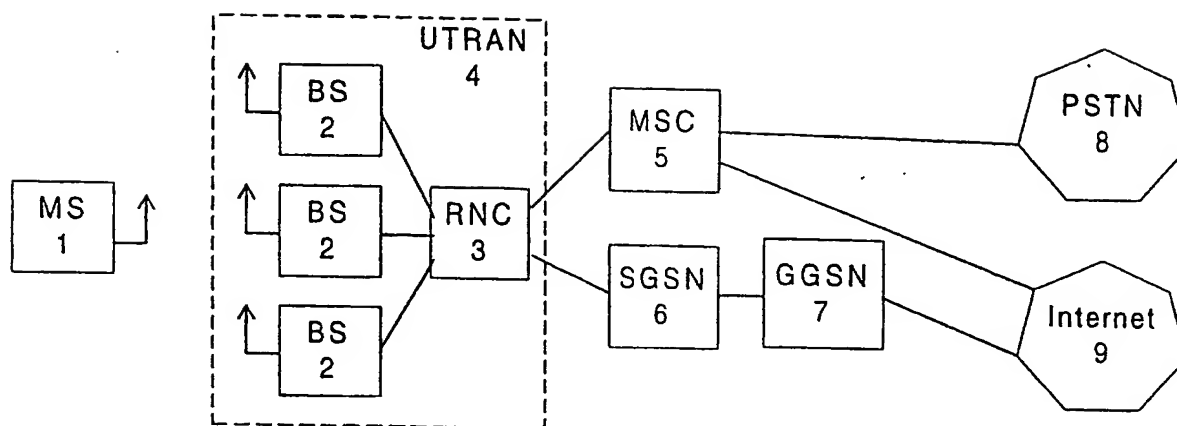 UTRAN
4
BS
2
BS
2
BS
2
MS
1
RNC
3
MSC
5
SGSN
6
GGSN
7
PSTN
8
Internet
9